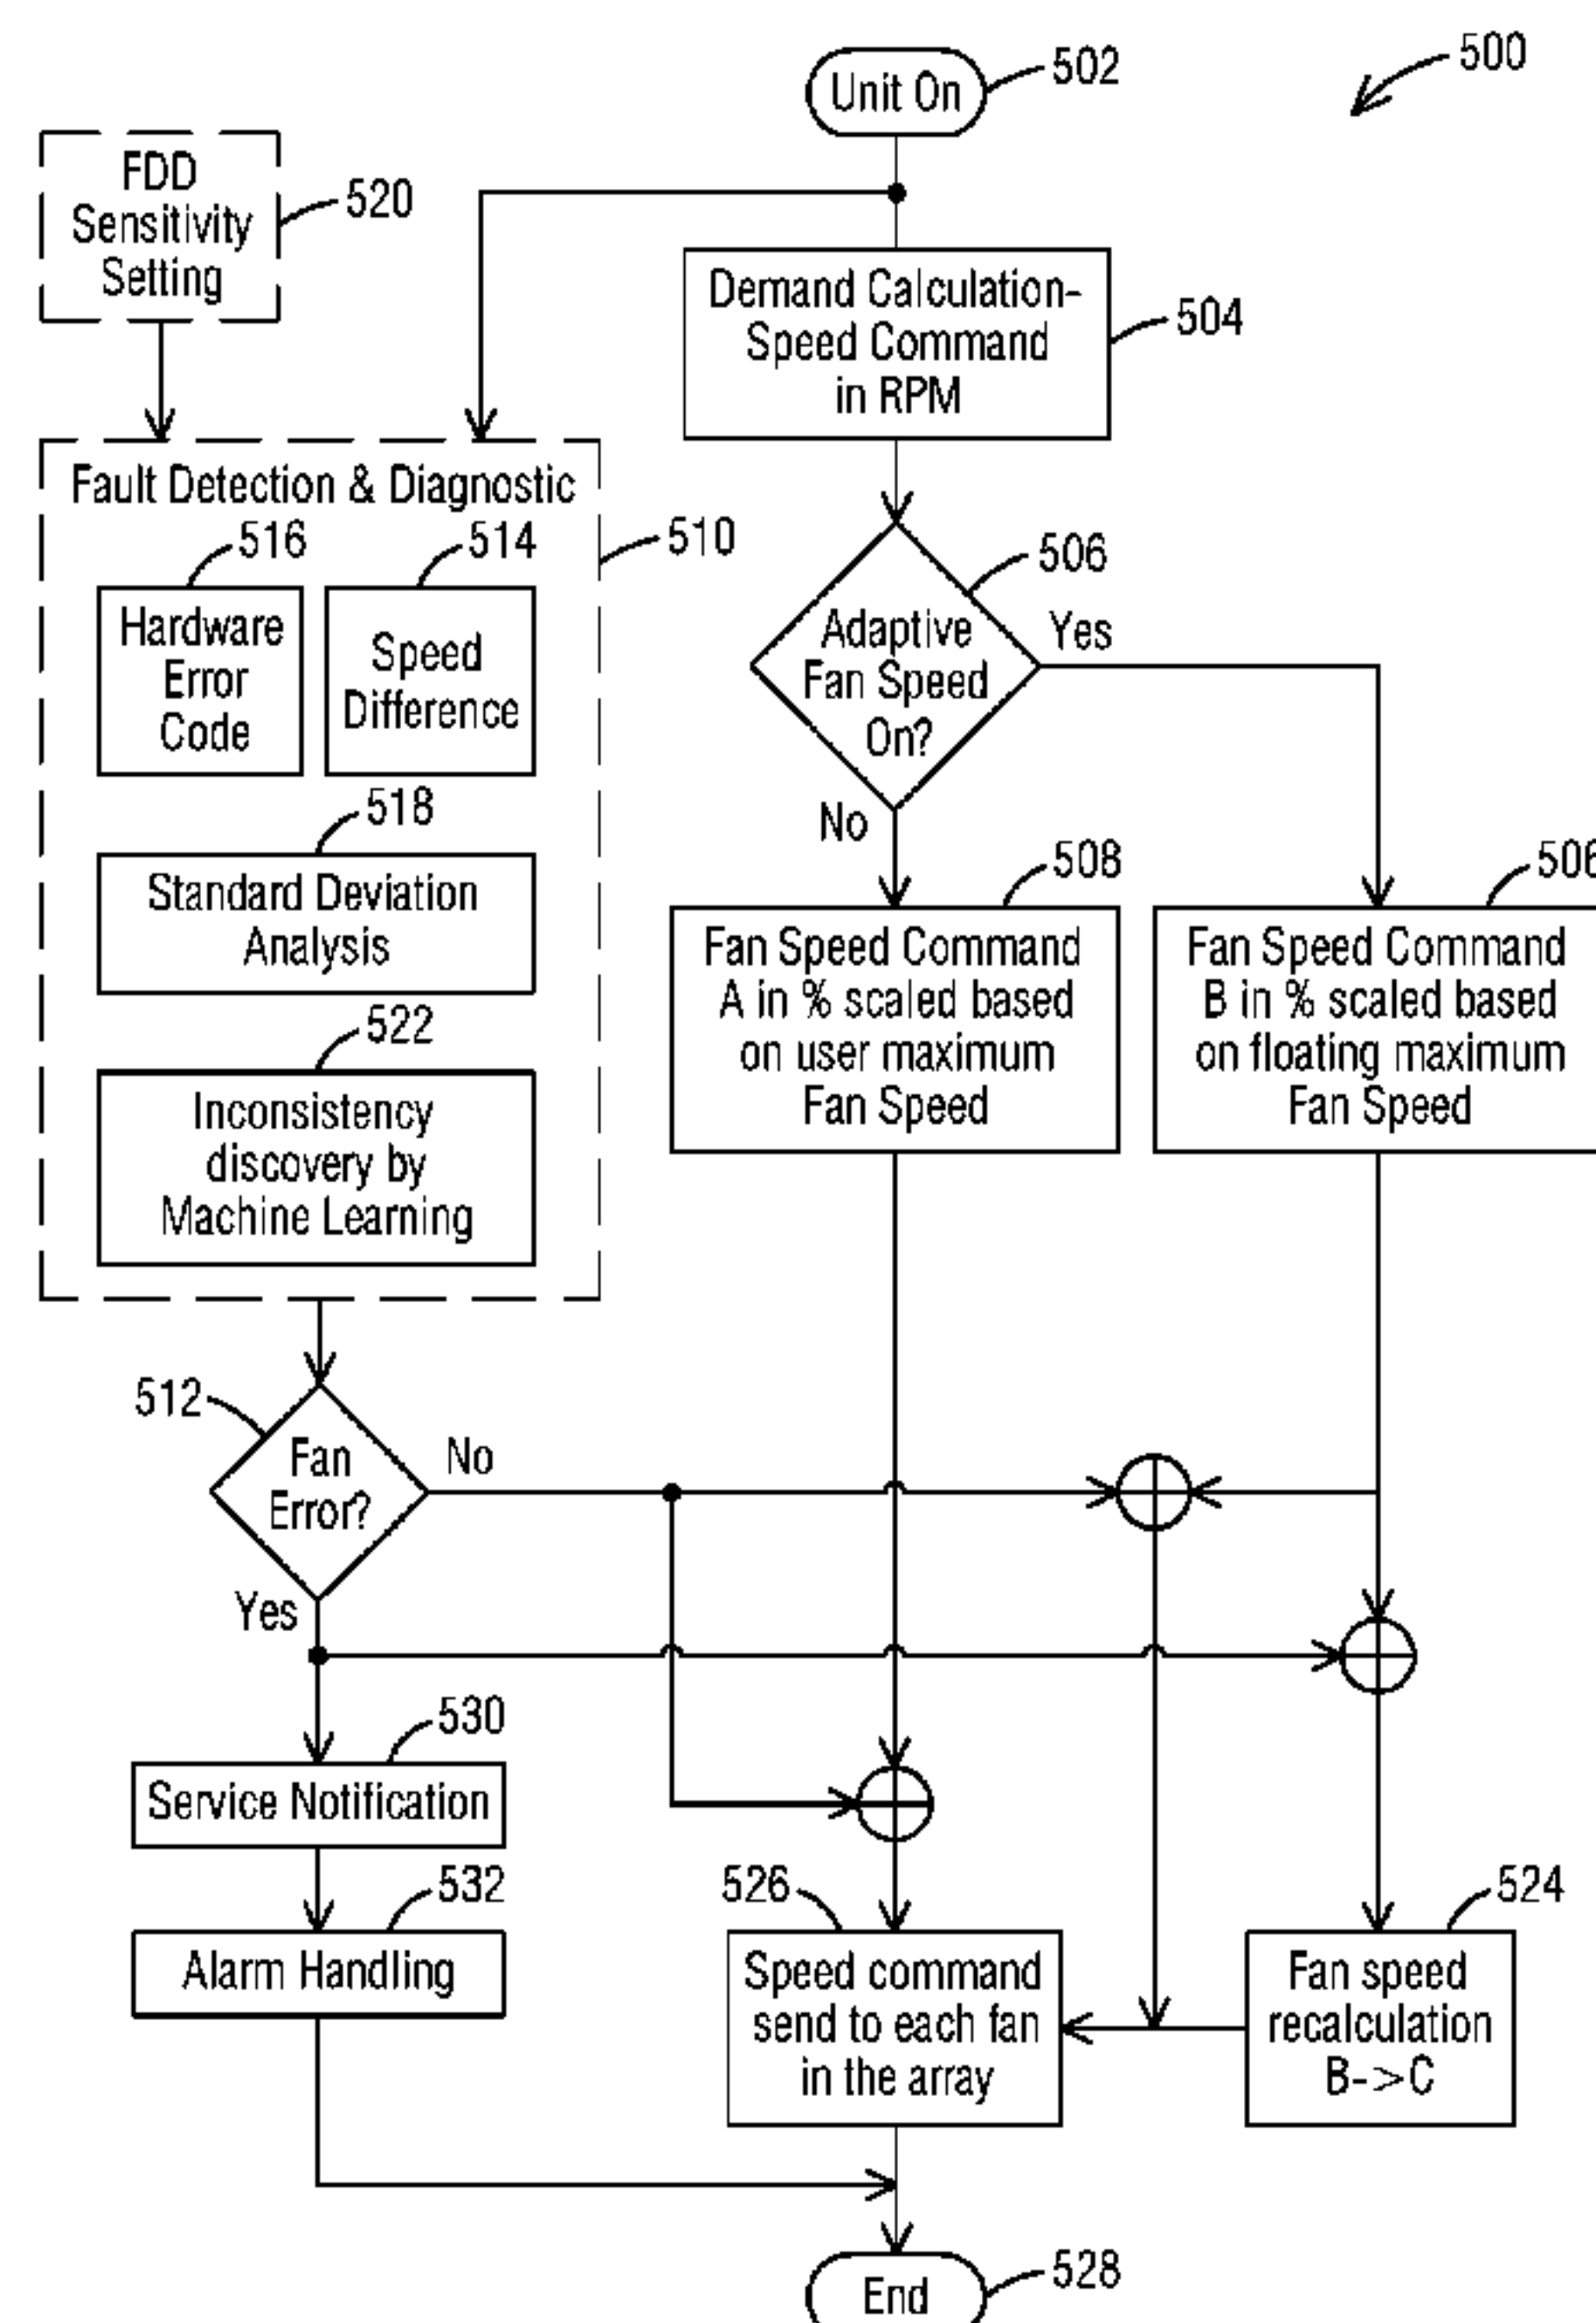 Unit On
502
500
FDD
Sensitivity
Setting
520
Demand Calculation-
Speed Command
in RPM
504
Fault Detection & Diagnostic
510
516
Hardware
Error
Code
514
Speed
Difference
518
Standard Deviation
Analysis
522
Inconsistency
discovery by
Machine Learning
506
Adaptive
Fan Speed
On?
Yes
No
508
Fan Speed Command
A in % scaled based
on user maximum
Fan Speed
506
Fan Speed Command
B in % scaled based
on floating maximum
Fan Speed
512
Fan
Error?
No
Yes
530
Service Notification
532
Alarm Handling
526
Speed command
send to each fan
in the array
524
Fan speed
recalculation
B->C
End
528